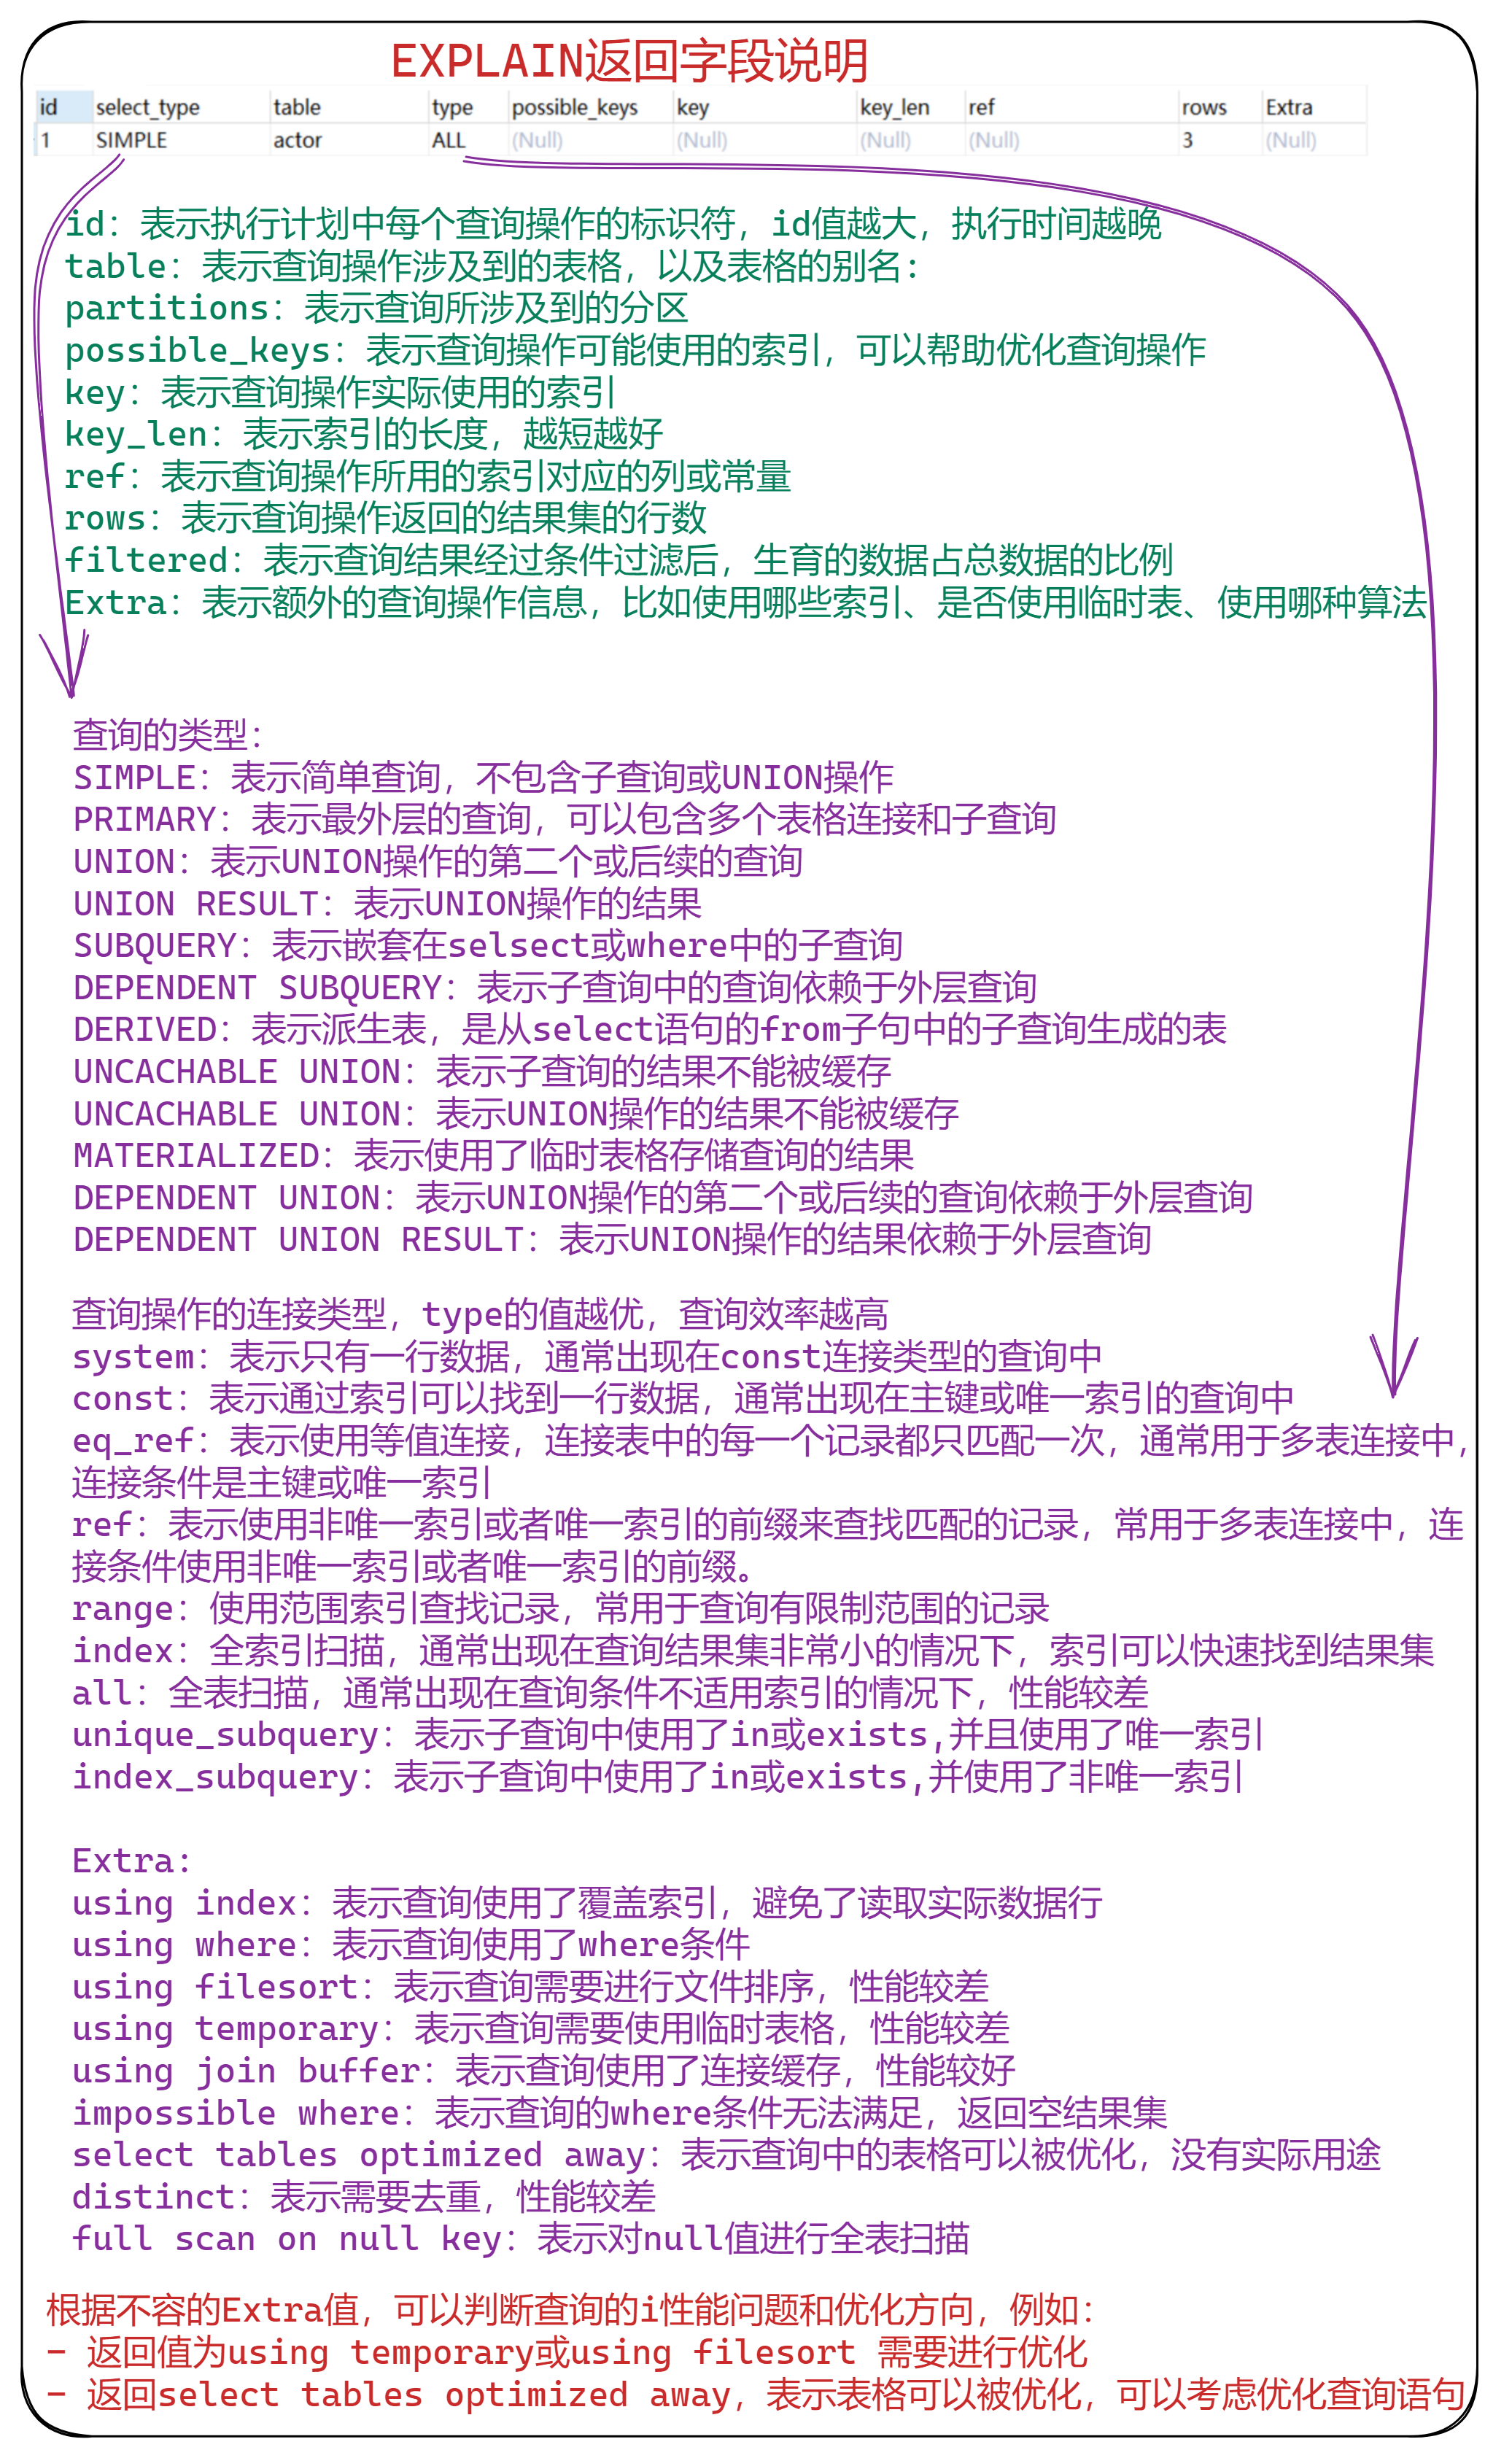 EXPLAIN返回字段说明
id select_type table type possible_keys key key_len ref rows Extra
1 SIMPLE actor ALL (Null) (Null) (Null) (Null) 3 (Null)
id：表示执行计划中每个查询操作的标识符，id值越大，执行时间越晚
table：表示查询操作涉及到的表格，以及表格的别名：
partitions：表示查询所涉及到的分区
possible_keys：表示查询操作可能使用的索引，可以帮助优化查询操作
key：表示查询操作实际使用的索引
key_len：表示索引的长度，越短越好
ref：表示查询操作所用的索引对应的列或常量
rows：表示查询操作返回的结果集的行数
filtered：表示查询结果经过条件过滤后，生育的数据占总数据的比例
Extra：表示额外的查询操作信息，比如使用哪些索引、是否使用临时表、使用哪种算法
查询的类型：
SIMPLE：表示简单查询，不包含子查询或UNION操作
PRIMARY：表示最外层的查询，可以包含多个表格连接和子查询
UNION：表示UNION操作的第二个或后续的查询
UNION RESULT：表示UNION操作的结果
SUBQUERY：表示嵌套在selsect或where中的子查询
DEPENDENT SUBQUERY：表示子查询中的查询依赖于外层查询
DERIVED：表示派生表，是从select语句的from子句中的子查询生成的表
UNCACHABLE UNION：表示子查询的结果不能被缓存
UNCACHABLE UNION：表示UNION操作的结果不能被缓存
MATERIALIZED：表示使用了临时表格存储查询的结果
DEPENDENT UNION：表示UNION操作的第二个或后续的查询依赖于外层查询
DEPENDENT UNION RESULT：表示UNION操作的结果依赖于外层查询
查询操作的连接类型，type的值越优，查询效率越高
system：表示只有一行数据，通常出现在const连接类型的查询中
const：表示通过索引可以找到一行数据，通常出现在主键或唯一索引的查询中
eq_ref：表示使用等值连接，连接表中的每一个记录都只匹配一次，通常用于多表连接中，
连接条件是主键或唯一索引
ref：表示使用非唯一索引或者唯一索引的前缀来查找匹配的记录，常用于多表连接中，连
接条件使用非唯一索引或者唯一索引的前缀。
range：使用范围索引查找记录，常用于查询有限制范围的记录
index：全索引扫描，通常出现在查询结果集非常小的情况下，索引可以快速找到结果集
all：全表扫描，通常出现在查询条件不适用索引的情况下，性能较差
unique_subquery：表示子查询中使用了in或exists,并且使用了唯一索引
index_subquery：表示子查询中使用了in或exists,并使用了非唯一索引
Extra：
using index：表示查询使用了覆盖索引，避免了读取实际数据行
using where：表示查询使用了where条件
using filesort：表示查询需要进行文件排序，性能较差
using temporary：表示查询需要使用临时表格，性能较差
using join buffer：表示查询使用了连接缓存，性能较好
impossible where：表示查询的where条件无法满足，返回空结果集
select tables optimized away：表示查询中的表格可以被优化，没有实际用途
distinct：表示需要去重，性能较差
full scan on null key：表示对null值进行全表扫描
根据不容的Extra值，可以判断查询的i性能问题和优化方向，例如：
- 返回值为using temporary或using filesort 需要进行优化
- 返回select tables optimized away，表示表格可以被优化，可以考虑优化查询语句